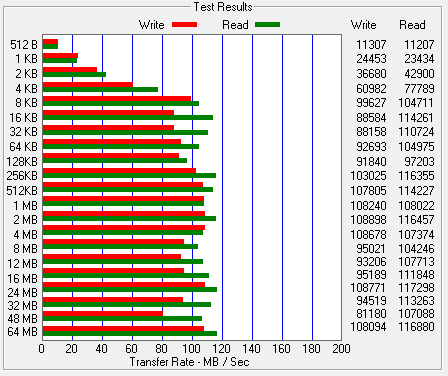 Test Results
Write Read Write Read
512 B 11307 11207
1 KB 24453 23434
2 KB 36680 42900
4 KB 60982 77789
8 KB 99627 104711
16 KB 88584 114261
32 KB 88158 110724
64 KB 92693 104975
128KB 91840 97203
256KB 103025 116355
512KB 107805 114227
1 MB 108240 108022
2 MB 108898 116457
4 MB 108678 107374
8 MB 95021 104246
12 MB 93206 107713
16 MB 95189 111848
24 MB 108771 117298
32 MB 94519 113263
48 MB 81180 107088
64 MB 108094 116880
0 20 40 60 80 100 120 140 160 180 200
Transfer Rate - MB / Sec